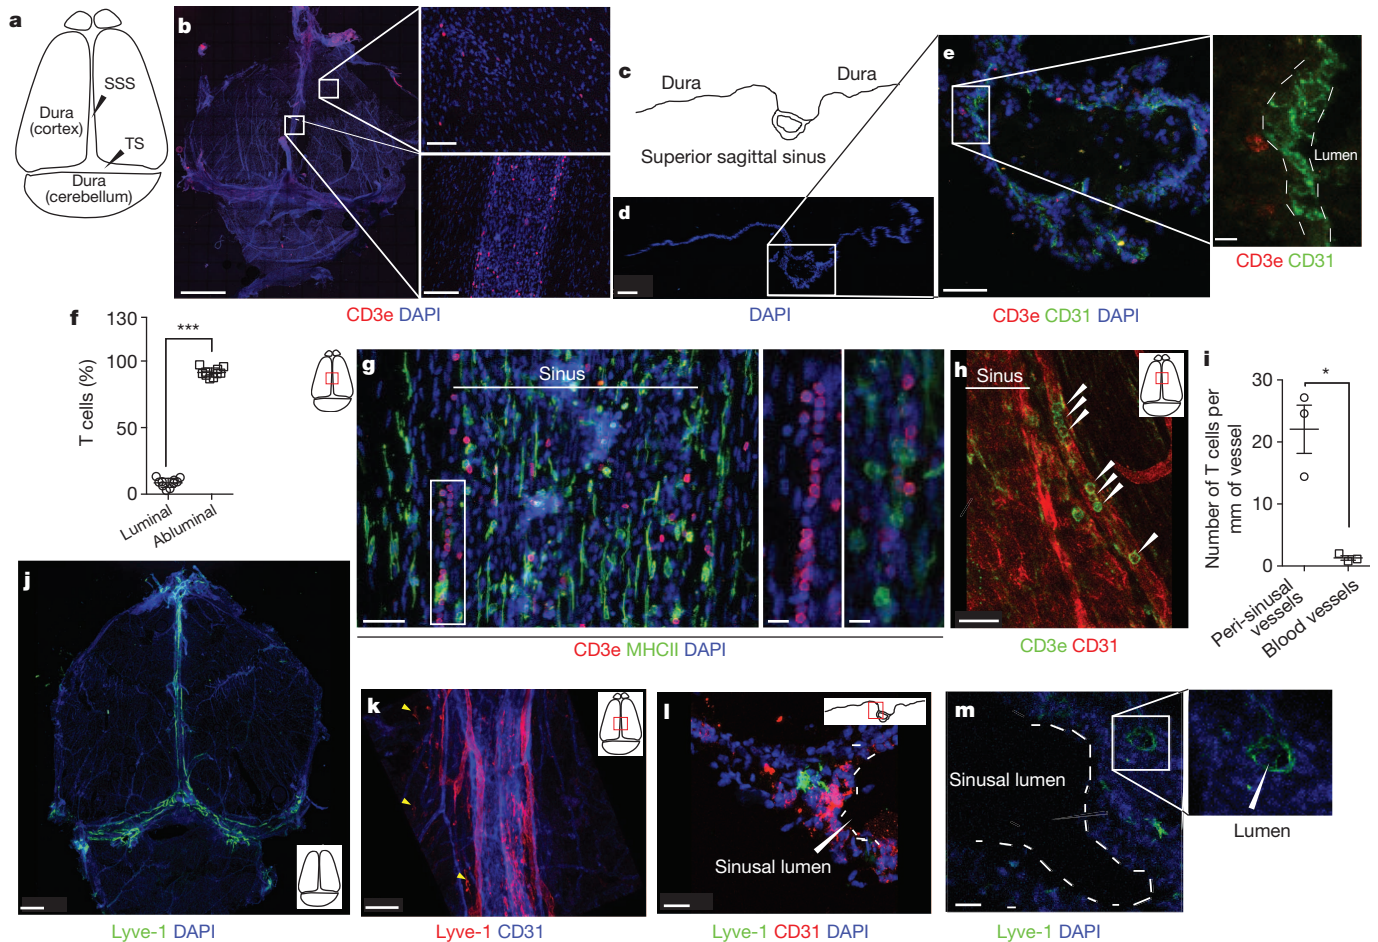 a
SSS
Dura
(cortex)
TS
Dura
(cerebellum)
b
CD3e DAPI
c
Dura
Dura
Superior sagittal sinus
d
DAPI
e
Lumen
CD3e CD31 DAPI
CD3e CD31
f
T cells (%)
130
100
50
0
***
Luminal
Abluminal
g
Sinus
CD3e MHCII DAPI
h
Sinus
CD3e CD31
i
Number of T cells per
mm of vessel
30
20
10
0
*
Peri-sinusal
vessels
Blood vessels
j
Lyve-1 DAPI
k
Lyve-1 CD31
l
Sinusal lumen
Lyve-1 CD31 DAPI
m
Sinusal lumen
Lumen
Lyve-1 DAPI